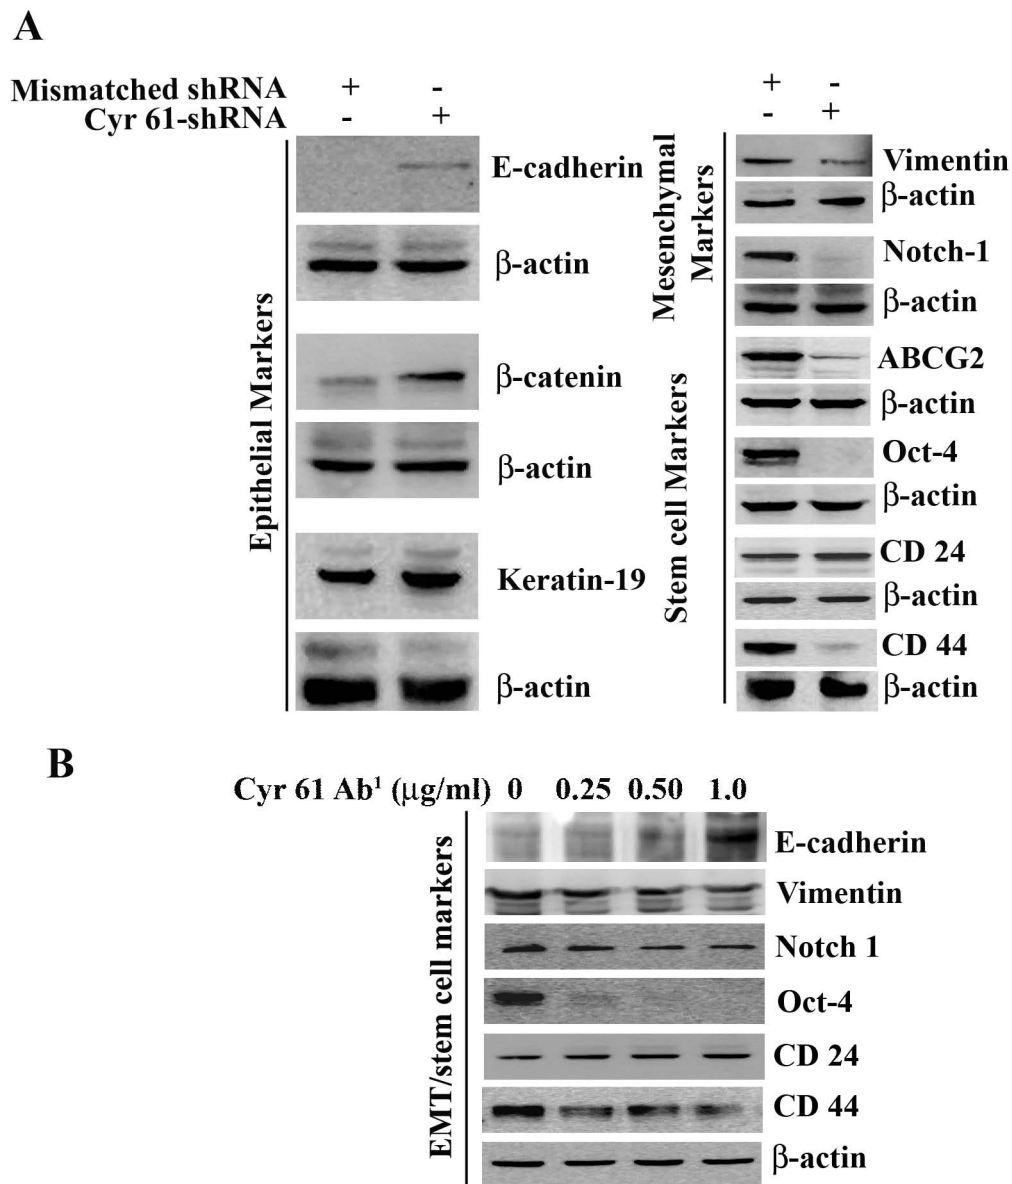 A
Mismatched shRNA + -
Cyr 61-shRNA - +
Epithelial Markers
E-cadherin
β-actin
β-catenin
β-actin
Keratin-19
β-actin
+ -
- +
Mesenchymal
Markers
Stem cell Markers
Vimentin
β-actin
Notch-1
β-actin
ABCG2
β-actin
Oct-4
β-actin
CD 24
β-actin
CD 44
β-actin
B
Cyr 61 Ab¹ (μg/ml) 0 0.25 0.50 1.0
EMT/stem cell markers
E-cadherin
Vimentin
Notch 1
Oct-4
CD 24
CD 44
β-actin